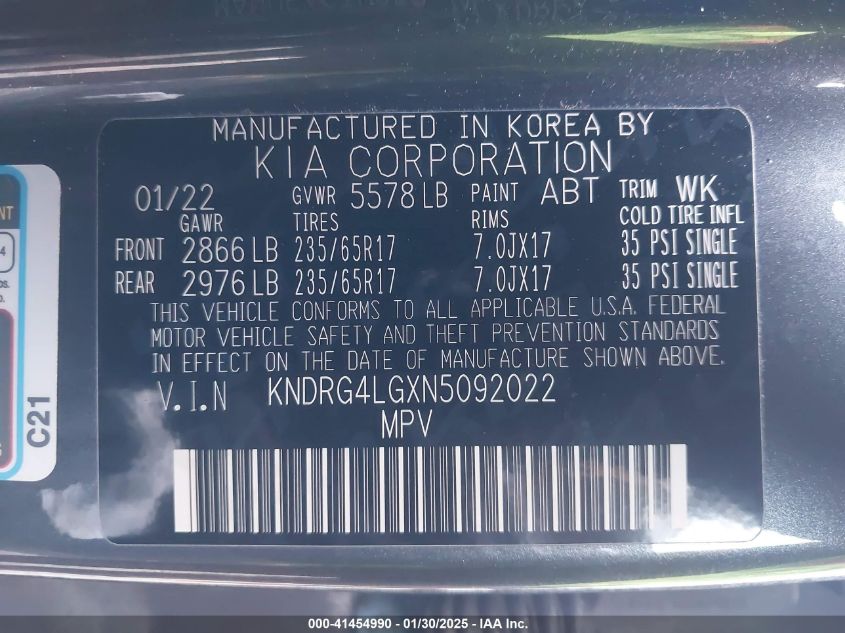 MANUFACTURED IN KOREA BY
KIA CORPORATION
01/22 GVWR 5578 LB PAINT ABT TRIM WK
GAWR TIRES RIMS COLD TIRE INFL
FRONT 2866 LB 235/65R17 7.0JX17 35 PSI SINGLE
REAR 2976 LB 235/65R17 7.0JX17 35 PSI SINGLE
THIS VEHICLE CONFORMS TO ALL APPLICABLE U.S.A. FEDERAL
MOTOR VEHICLE SAFETY AND THEFT PREVENTION STANDARDS
IN EFFECT ON THE DATE OF MANUFACTURE SHOWN ABOVE.
V.I.N KNDRG4LGXN5092022
MPV
C21
000-41454990 - 01/30/2025 - IAA Inc.